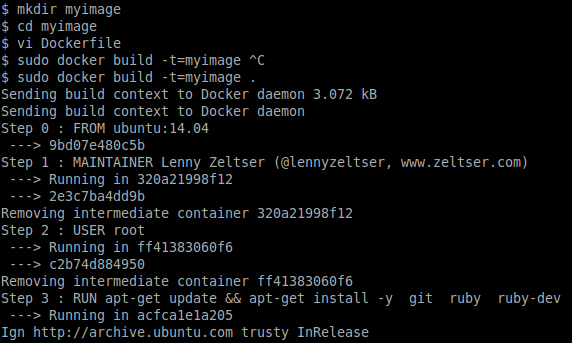 $ mkdir myimage
$ cd myimage
$ vi Dockerfile
$ sudo docker build -t=myimage ^C
$ sudo docker build -t=myimage .
Sending build context to Docker daemon 3.072 kB
Sending build context to Docker daemon
Step 0 : FROM ubuntu:14.04
 ---> 9bd07e480c5b
Step 1 : MAINTAINER Lenny Zeltser (@lennyzeltser, www.zeltser.com)
 ---> Running in 320a21998f12
 ---> 2e3c7ba4dd9b
Removing intermediate container 320a21998f12
Step 2 : USER root
 ---> Running in ff41383060f6
 ---> c2b74d884950
Removing intermediate container ff41383060f6
Step 3 : RUN apt-get update && apt-get install -y  git  ruby  ruby-dev
 ---> Running in acfca1e1a205
Ign http://archive.ubuntu.com trusty InRelease